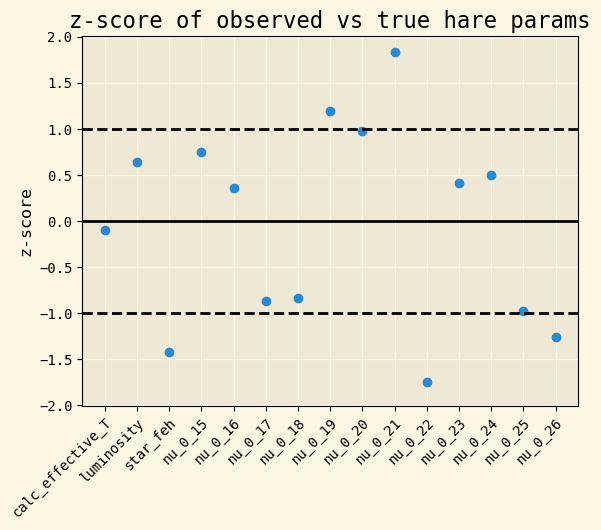 z-score of observed vs true hare params
2.0
1.5
1.0
0.5
0.0
−0.5
−1.0
−1.5
−2.0
z-score
calc_effective_T
luminosity
star_feh
nu_0_15
nu_0_16
nu_0_17
nu_0_18
nu_0_19
nu_0_20
nu_0_21
nu_0_22
nu_0_23
nu_0_24
nu_0_25
nu_0_26